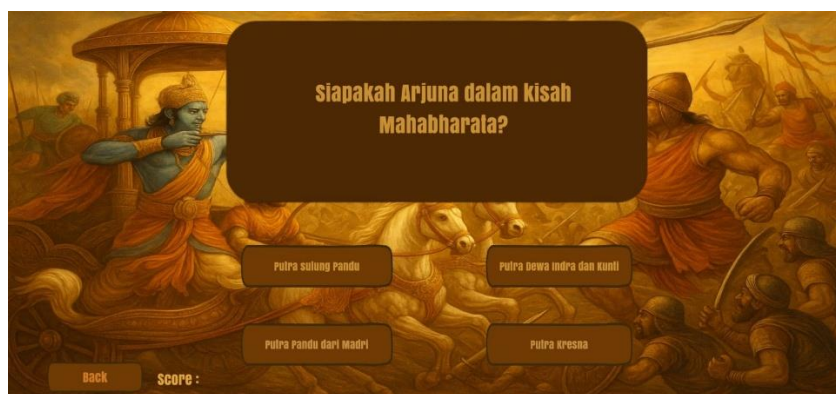 Siapakah Arjuna dalam kisah
Mahabharata?
Putra sulung Pandu
Putra Dewa Indra dan Kunti
Putra Pandu dari Madri
Putra Kresna
Back
Score :